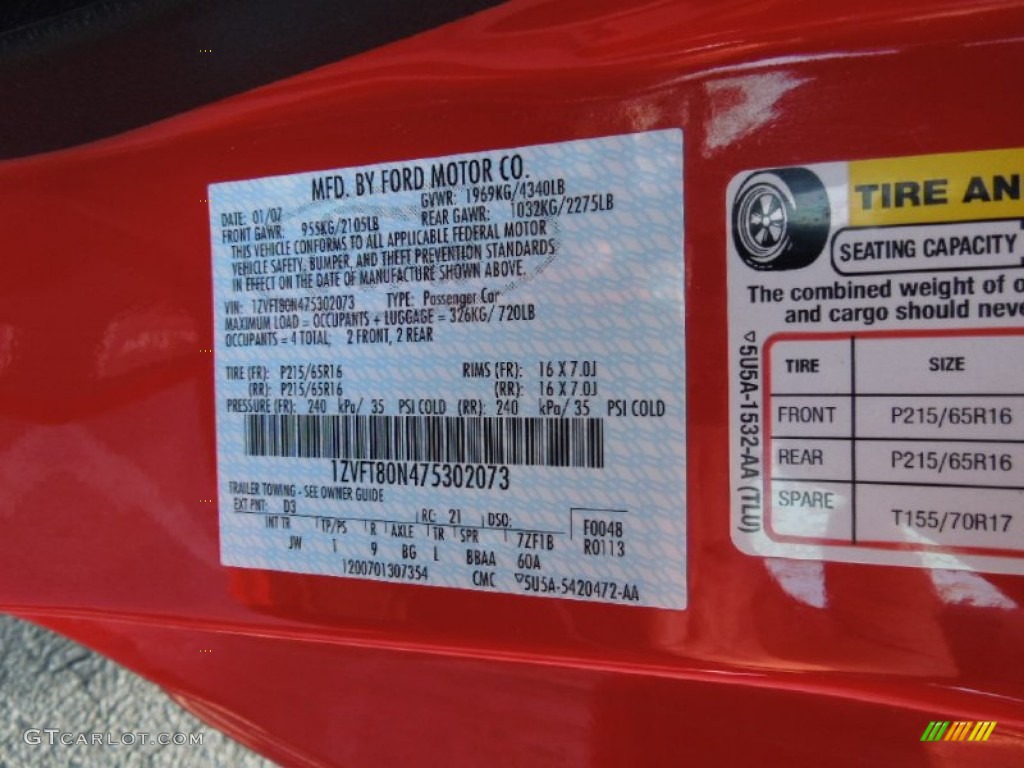 MFD. BY FORD MOTOR CO.
DATE: 01/07 GVWR: 1969KG/4340LB
FRONT GAWR: 955KG/2105LB REAR GAWR: 1032KG/2275LB
THIS VEHICLE CONFORMS TO ALL APPLICABLE FEDERAL MOTOR
VEHICLE SAFETY, BUMPER, AND THEFT PREVENTION STANDARDS
IN EFFECT ON THE DATE OF MANUFACTURE SHOWN ABOVE.
VIN: 1ZVFT80N475302073 TYPE: Passenger Car
MAXIMUM LOAD = OCCUPANTS + LUGGAGE = 326KG/ 720LB
OCCUPANTS = 4 TOTAL; 2 FRONT, 2 REAR
TIRE (FR): P215/65R16 RIMS (FR): 16 X 7.0J
(RR): P215/65R16 (RR): 16 X 7.0J
PRESSURE (FR): 240 kPa/ 35 PSI COLD (RR): 240 kPa/ 35 PSI COLD
1ZVFT80N475302073
TRAILER TOWING - SEE OWNER GUIDE
EXT PNT: D3 RC: 21 DSO: F0048
INT TR TP/PS R AXLE TR SPR 7ZF1B R0113
JW 1 9 BG L BBAA 60A
1200701307354 CMC 5U5A-5420472-AA
TIRE AN
SEATING CAPACITY
The combined weight of o
and cargo should neve
TIRE SIZE
FRONT P215/65R16
REAR P215/65R16
SPARE T155/70R17
5U5A-1532-AA (TLU)
GTCARLOT.COM